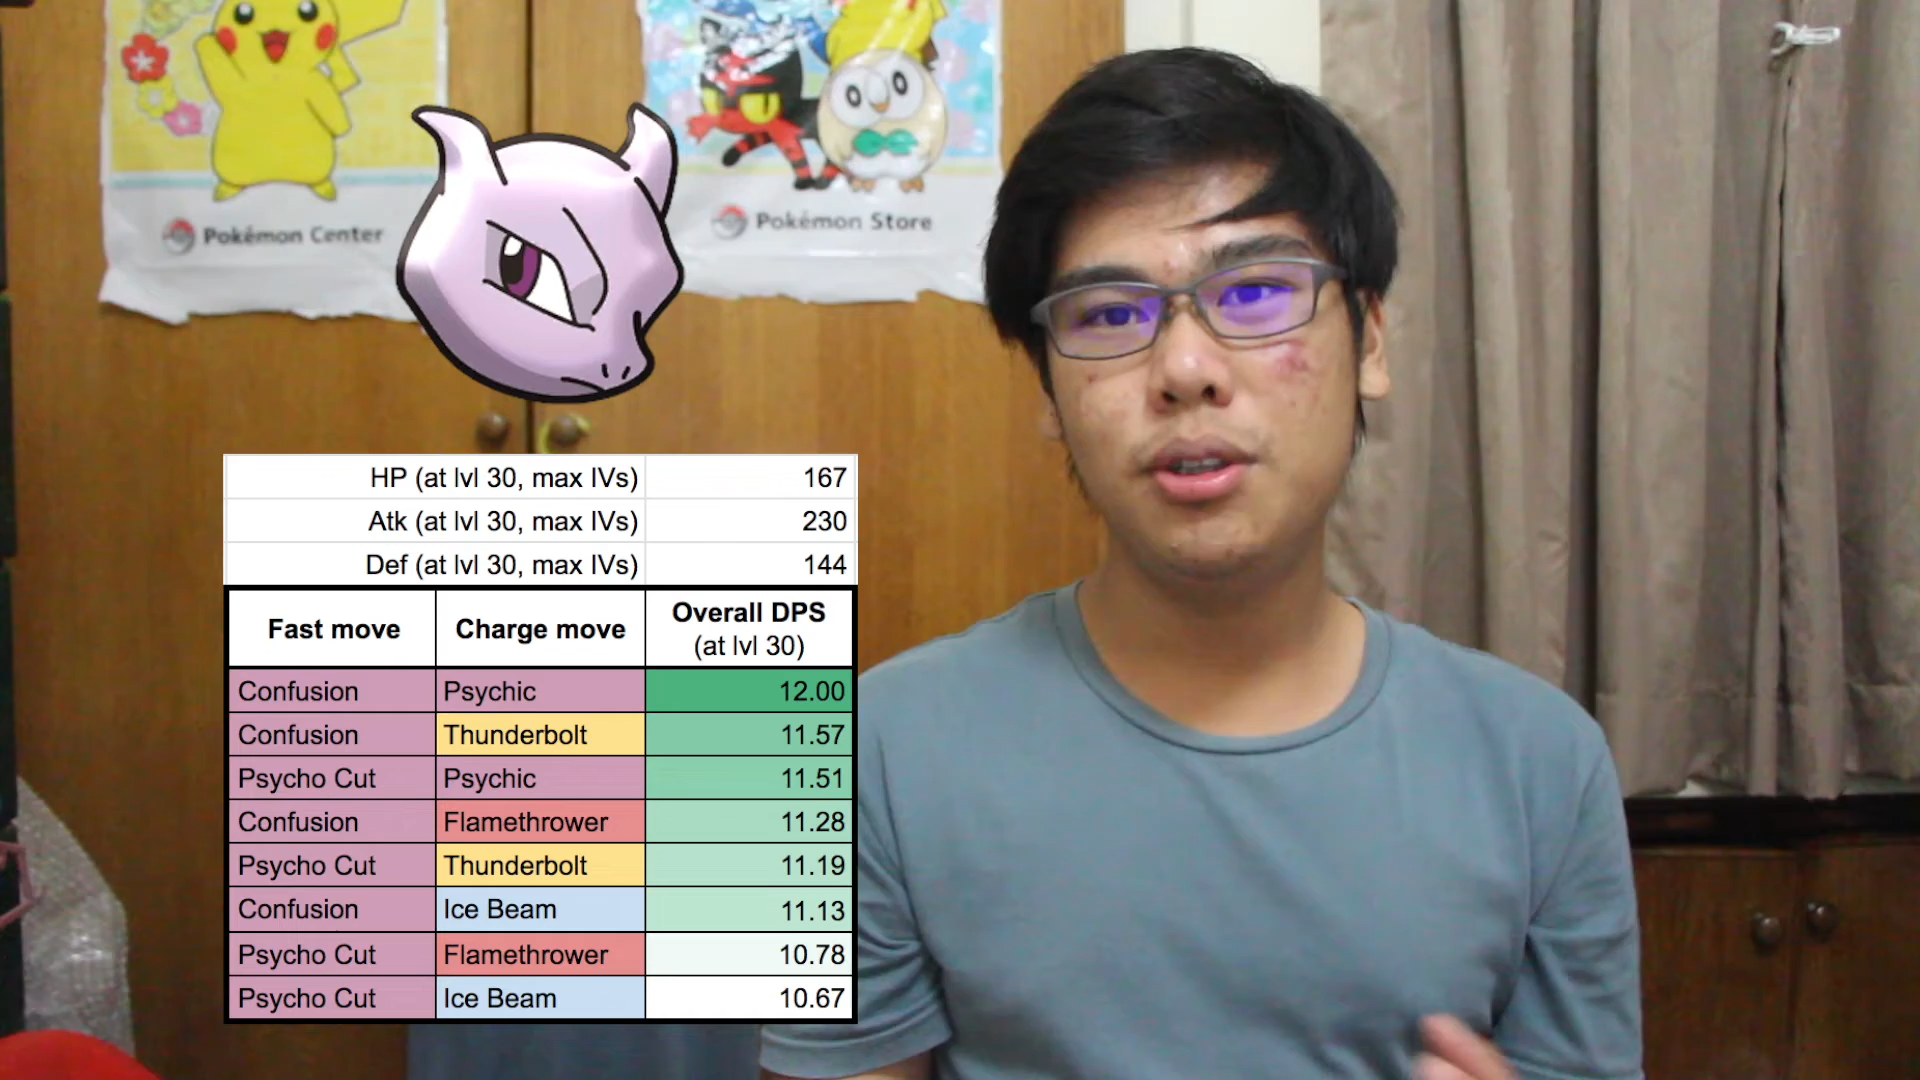 Pokémon Center
Pokémon Store
HP (at lvl 30, max IVs) 167
Atk (at lvl 30, max IVs) 230
Def (at lvl 30, max IVs) 144
Fast move Charge move Overall DPS
(at lvl 30)
Confusion Psychic 12.00
Confusion Thunderbolt 11.57
Psycho Cut Psychic 11.51
Confusion Flamethrower 11.28
Psycho Cut Thunderbolt 11.19
Confusion Ice Beam 11.13
Psycho Cut Flamethrower 10.78
Psycho Cut Ice Beam 10.67